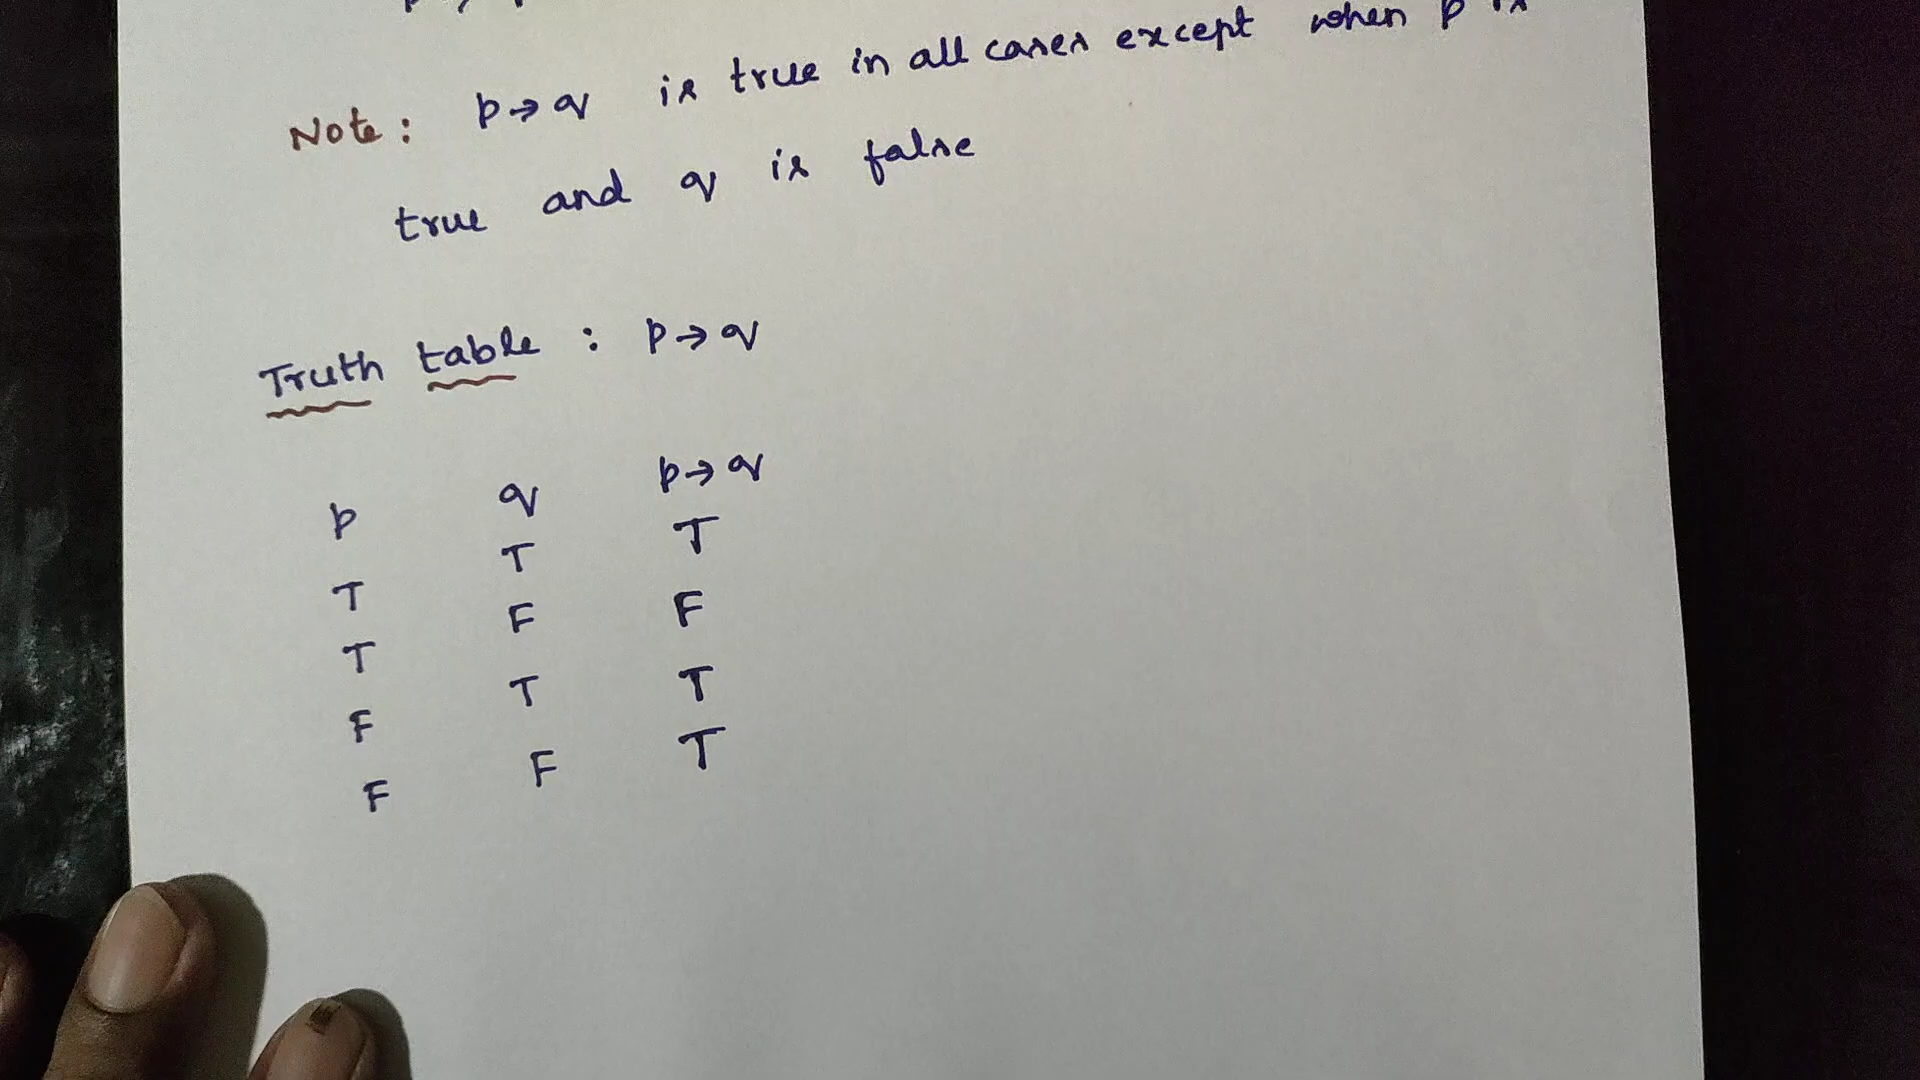 Note: p→q is true in all cases except when p is
true and q is false
Truth table : p→q
p q p→q
T T T
T F F
F T T
F F T